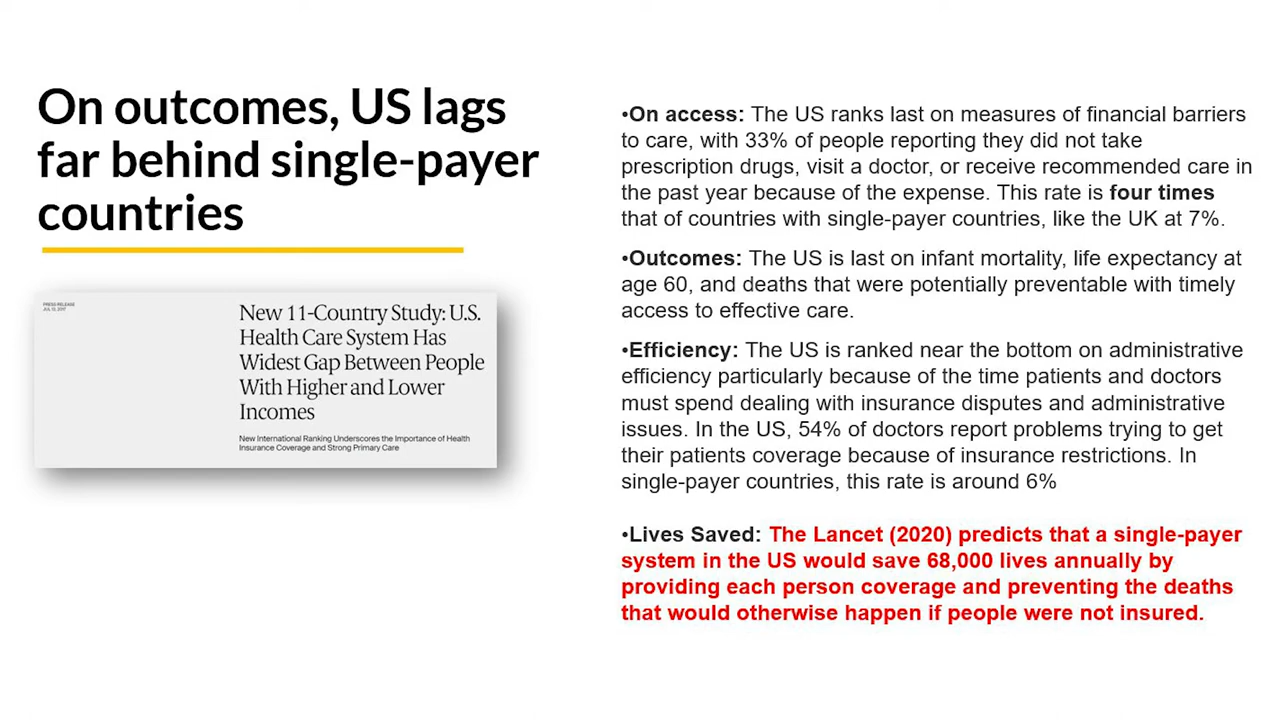 On outcomes, US lags
far behind single-payer
countries
PRESS RELEASE
JUL 13, 2017
New 11-Country Study: U.S.
Health Care System Has
Widest Gap Between People
With Higher and Lower
Incomes
New International Ranking Underscores the Importance of Health
Insurance Coverage and Strong Primary Care
•On access: The US ranks last on measures of financial barriers
to care, with 33% of people reporting they did not take
prescription drugs, visit a doctor, or receive recommended care in
the past year because of the expense. This rate is four times
that of countries with single-payer countries, like the UK at 7%.
•Outcomes: The US is last on infant mortality, life expectancy at
age 60, and deaths that were potentially preventable with timely
access to effective care.
•Efficiency: The US is ranked near the bottom on administrative
efficiency particularly because of the time patients and doctors
must spend dealing with insurance disputes and administrative
issues. In the US, 54% of doctors report problems trying to get
their patients coverage because of insurance restrictions. In
single-payer countries, this rate is around 6%
•Lives Saved: The Lancet (2020) predicts that a single-payer
system in the US would save 68,000 lives annually by
providing each person coverage and preventing the deaths
that would otherwise happen if people were not insured.